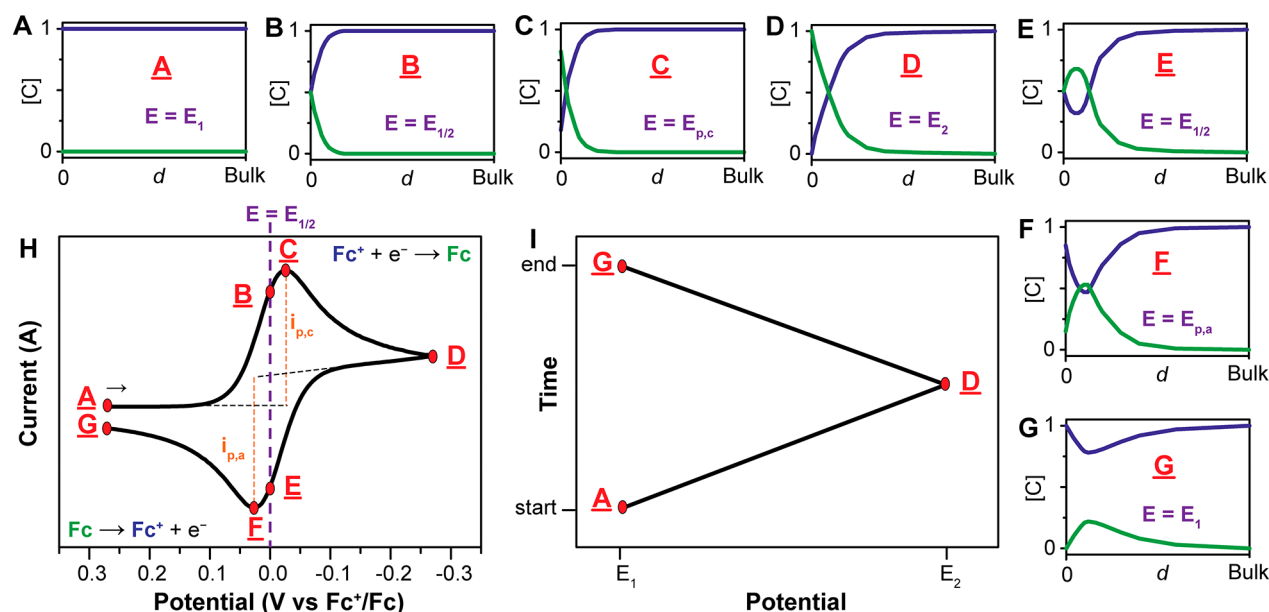 A
B
C
D
E
1
[C]
0
A
E = E1
0
d
Bulk
1
[C]
0
B
E = E1/2
0
d
Bulk
1
[C]
0
C
E = Ep,c
0
d
Bulk
1
[C]
0
D
E = E2
0
d
Bulk
1
[C]
0
E
E = E1/2
0
d
Bulk
H
E = E1/2
Fc⁺ + e⁻ → Fc
C
B
ip,c
D
A
→
G
ip,a
E
F
Fc → Fc⁺ + e⁻
Current (A)
0.3
0.2
0.1
0.0
-0.1
-0.2
-0.3
Potential (V vs Fc⁺/Fc)
I
end
G
D
A
start
Time
E1
E2
Potential
F
1
[C]
0
F
E = Ep,a
0
d
Bulk
G
1
[C]
0
G
E = E1
0
d
Bulk